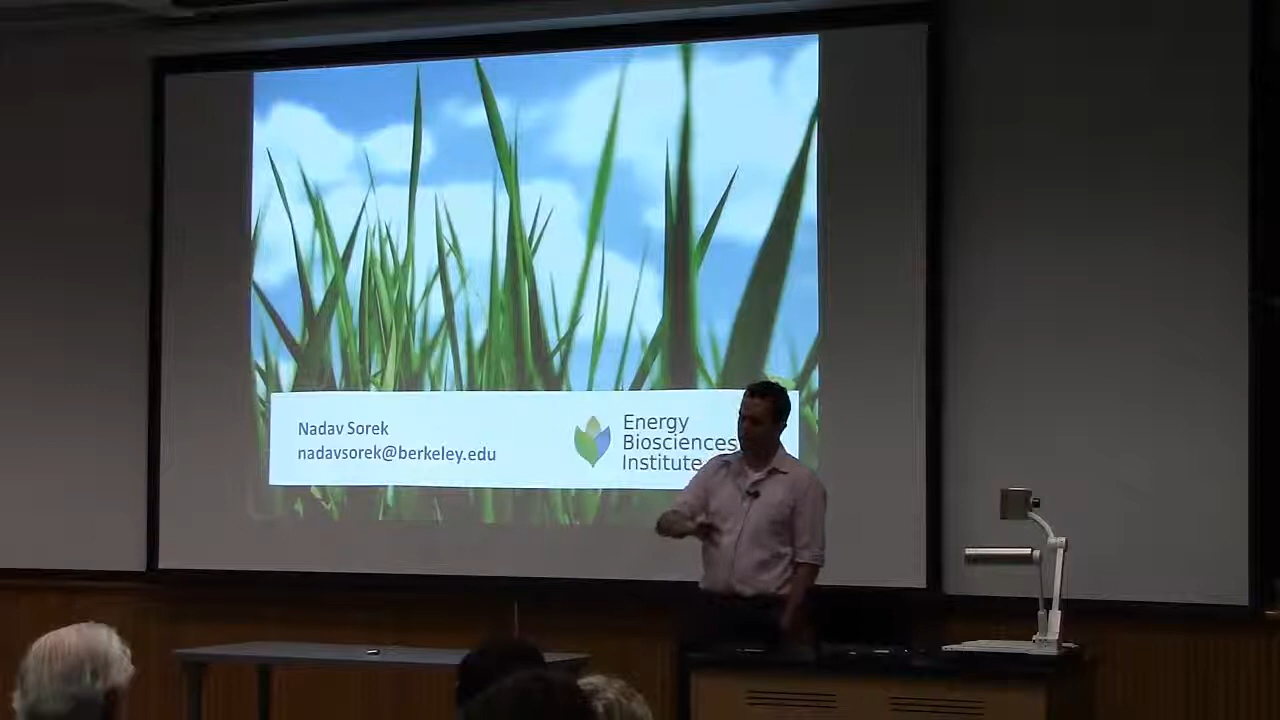 Nadav Sorek
nadavsorek@berkeley.edu
Energy
Biosciences
Institute